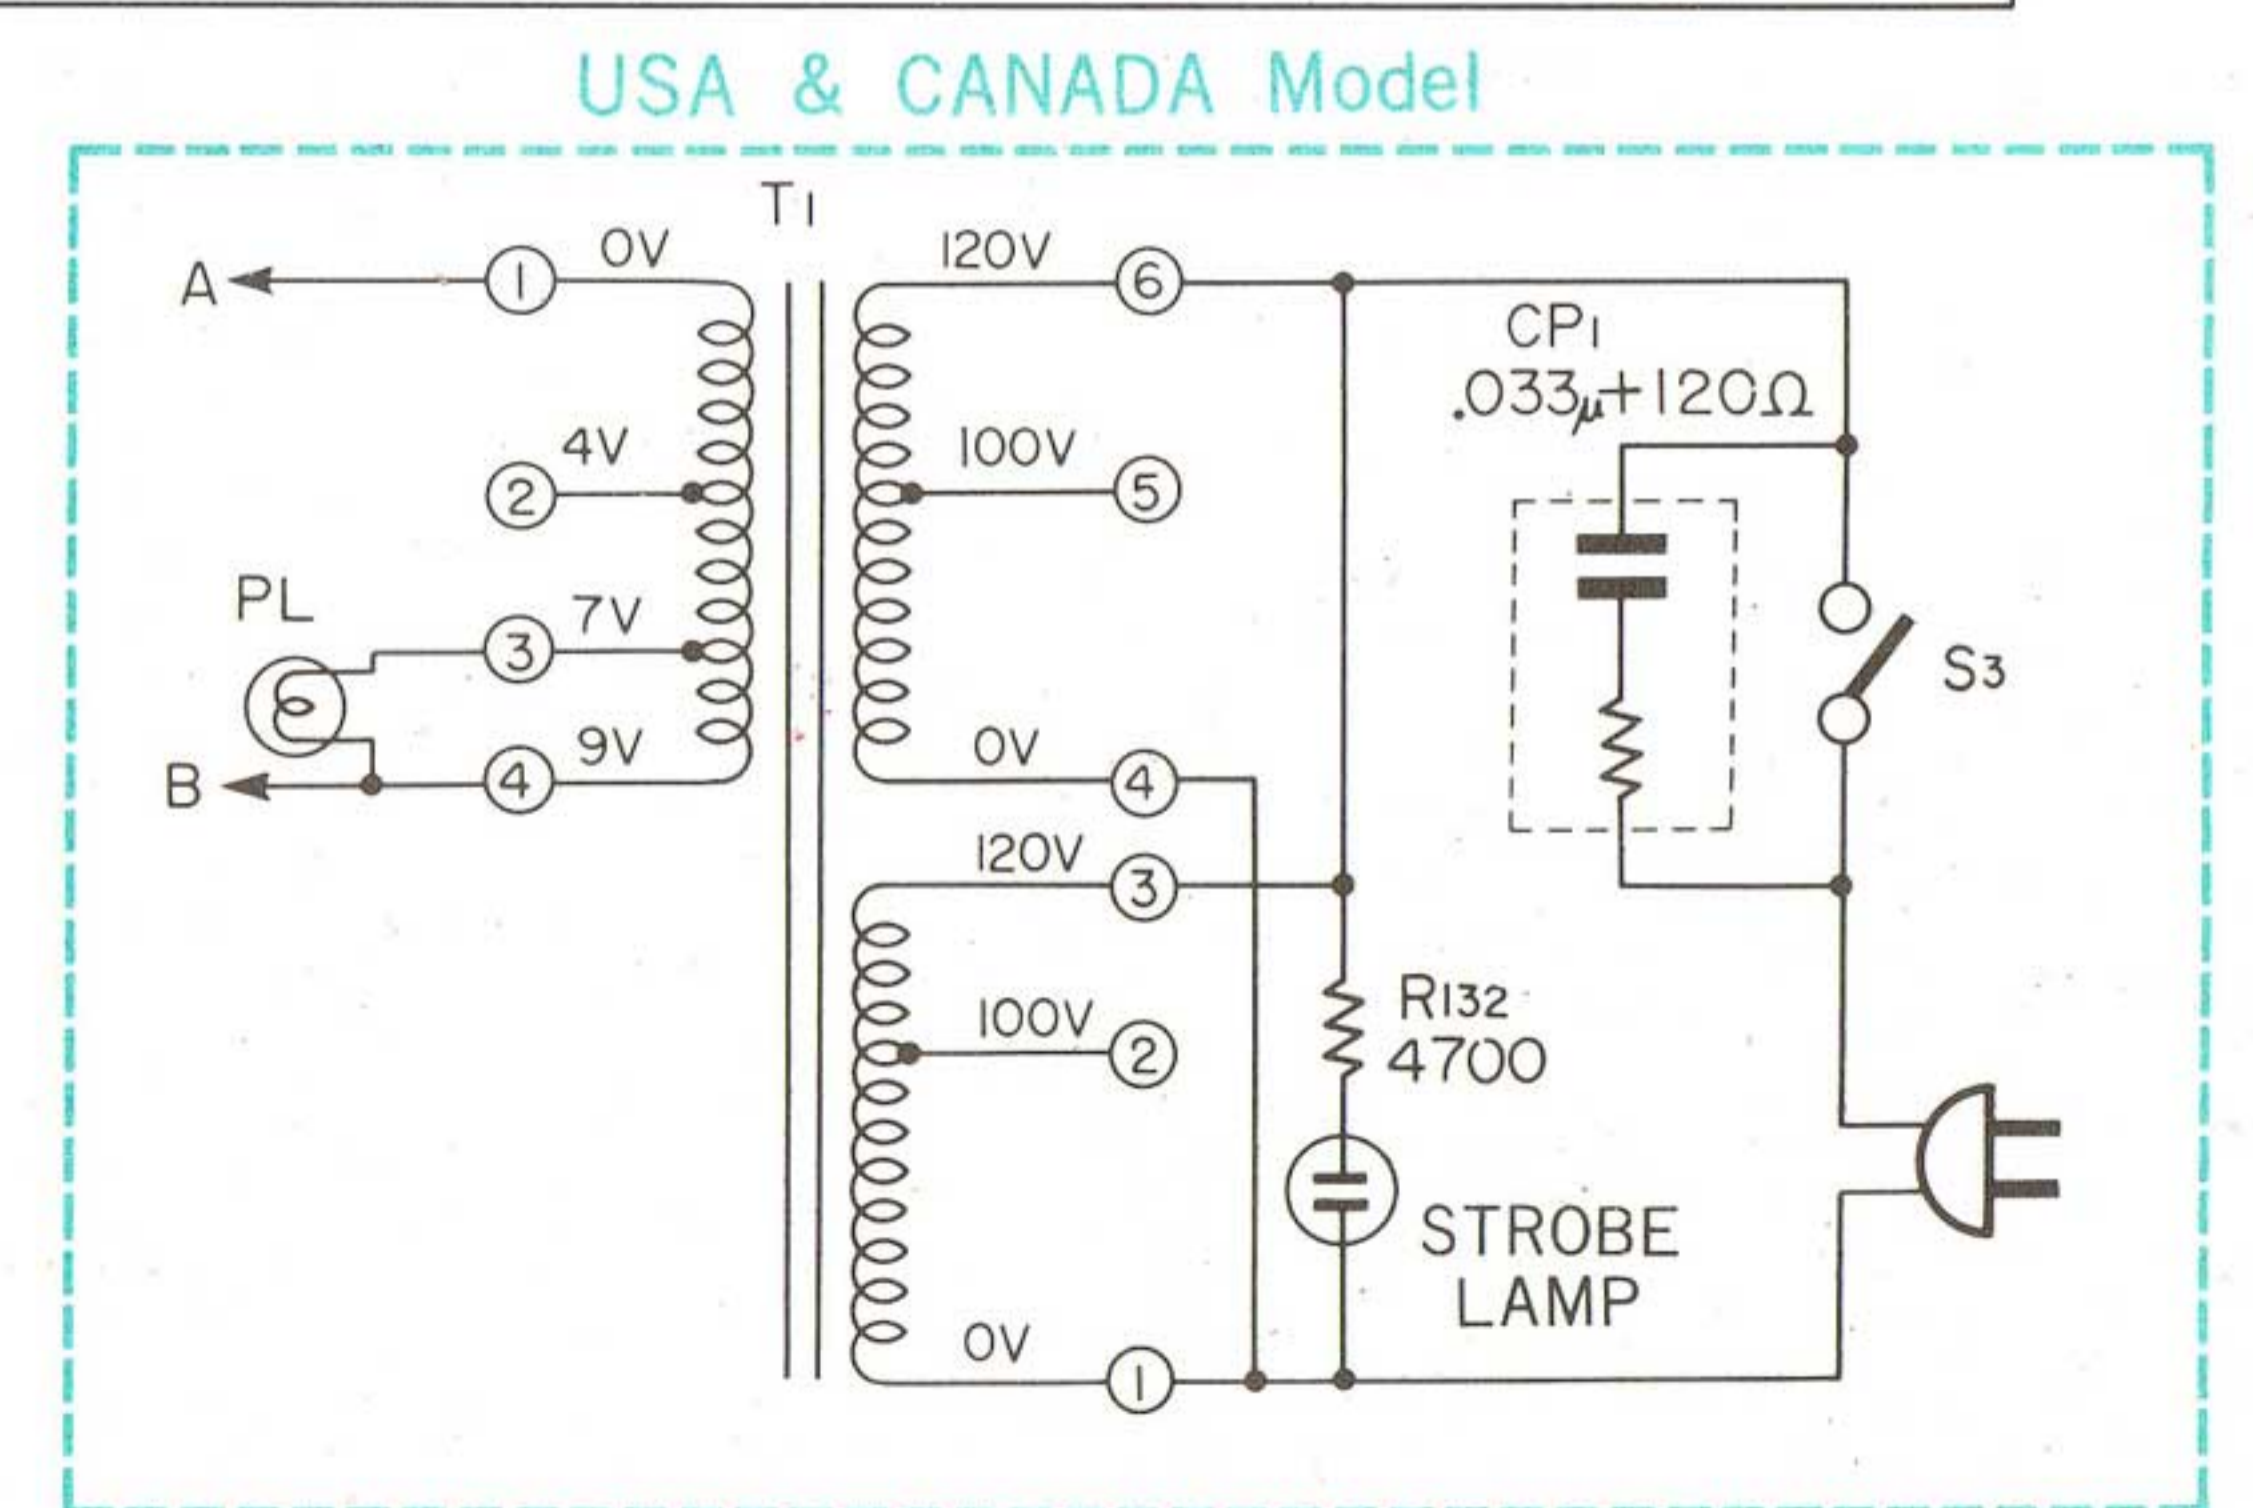 USA & CANADA Model
T1
A
1
0V
120V
6
CP1
.033μ+120Ω
2
4V
100V
5
PL
3
7V
S3
B
4
9V
0V
4
120V
3
100V
2
R132
4700
STROBE
LAMP
0V
1